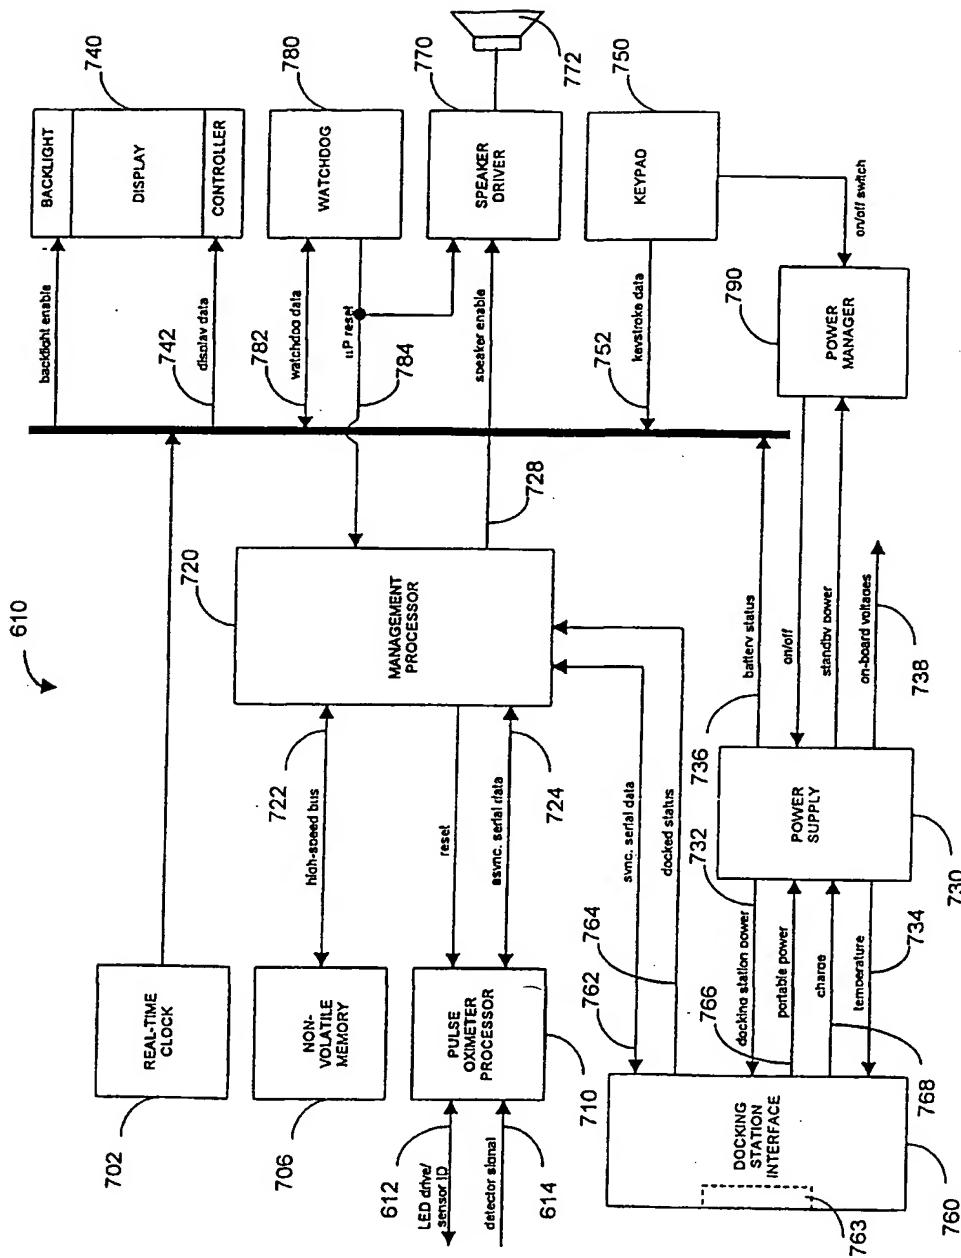 610
702
REAL-TIME
CLOCK
706
NON-
VOLATILE
MEMORY
612
LED drive/
sensor ID
detector signal
614
PULSE
OXIMETER
PROCESSOR
710
722
high-speed bus
reset
async. serial data
724
720
MANAGEMENT
PROCESSOR
728
backlight enable
742
display data
782
watchdog data
µP reset
784
speaker enable
752
keystroke data
BACKLIGHT
DISPLAY
CONTROLLER
740
WATCHDOG
780
SPEAKER
DRIVER
770
772
KEYPAD
750
on/off switch
790
POWER
MANAGER
762
764
sync. serial data
docked status
DOCKING
STATION
INTERFACE
763
760
732
docking station power
766
portable power
charge
768
temperature
734
POWER
SUPPLY
730
736
battery status
on/off
standby power
on-board voltages
738